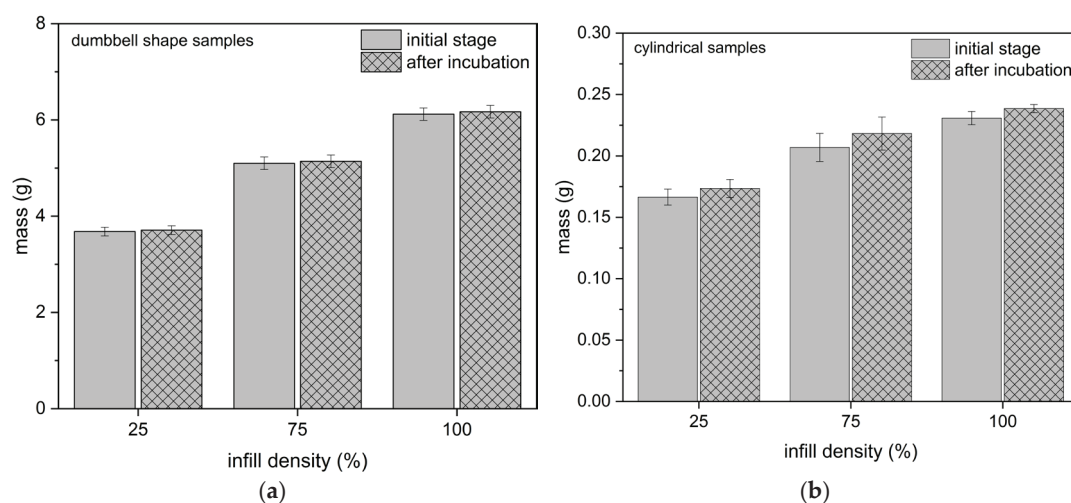 8
6
4
2
0
mass (g)
dumbbell shape samples
initial stage
after incubation
25 75 100
infill density (%)
(a)
0.30
0.25
0.20
0.15
0.10
0.05
0.00
mass (g)
cylindrical samples
initial stage
after incubation
25 75 100
infill density (%)
(b)